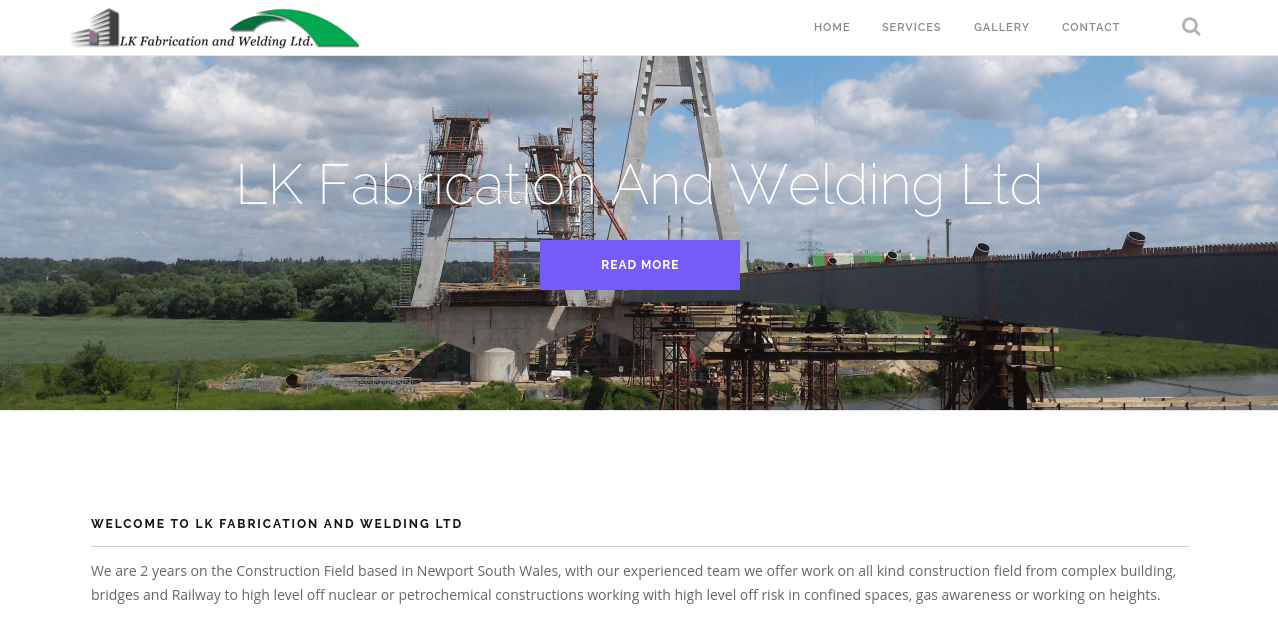 LK Fabrication and Welding Ltd.
HOME SERVICES GALLERY CONTACT
LK Fabrication And Welding Ltd
READ MORE
WELCOME TO LK FABRICATION AND WELDING LTD
We are 2 years on the Construction Field based in Newport South Wales, with our experienced team we offer work on all kind construction field from complex building,
bridges and Railway to high level off nuclear or petrochemical constructions working with high level off risk in confined spaces, gas awareness or working on heights.